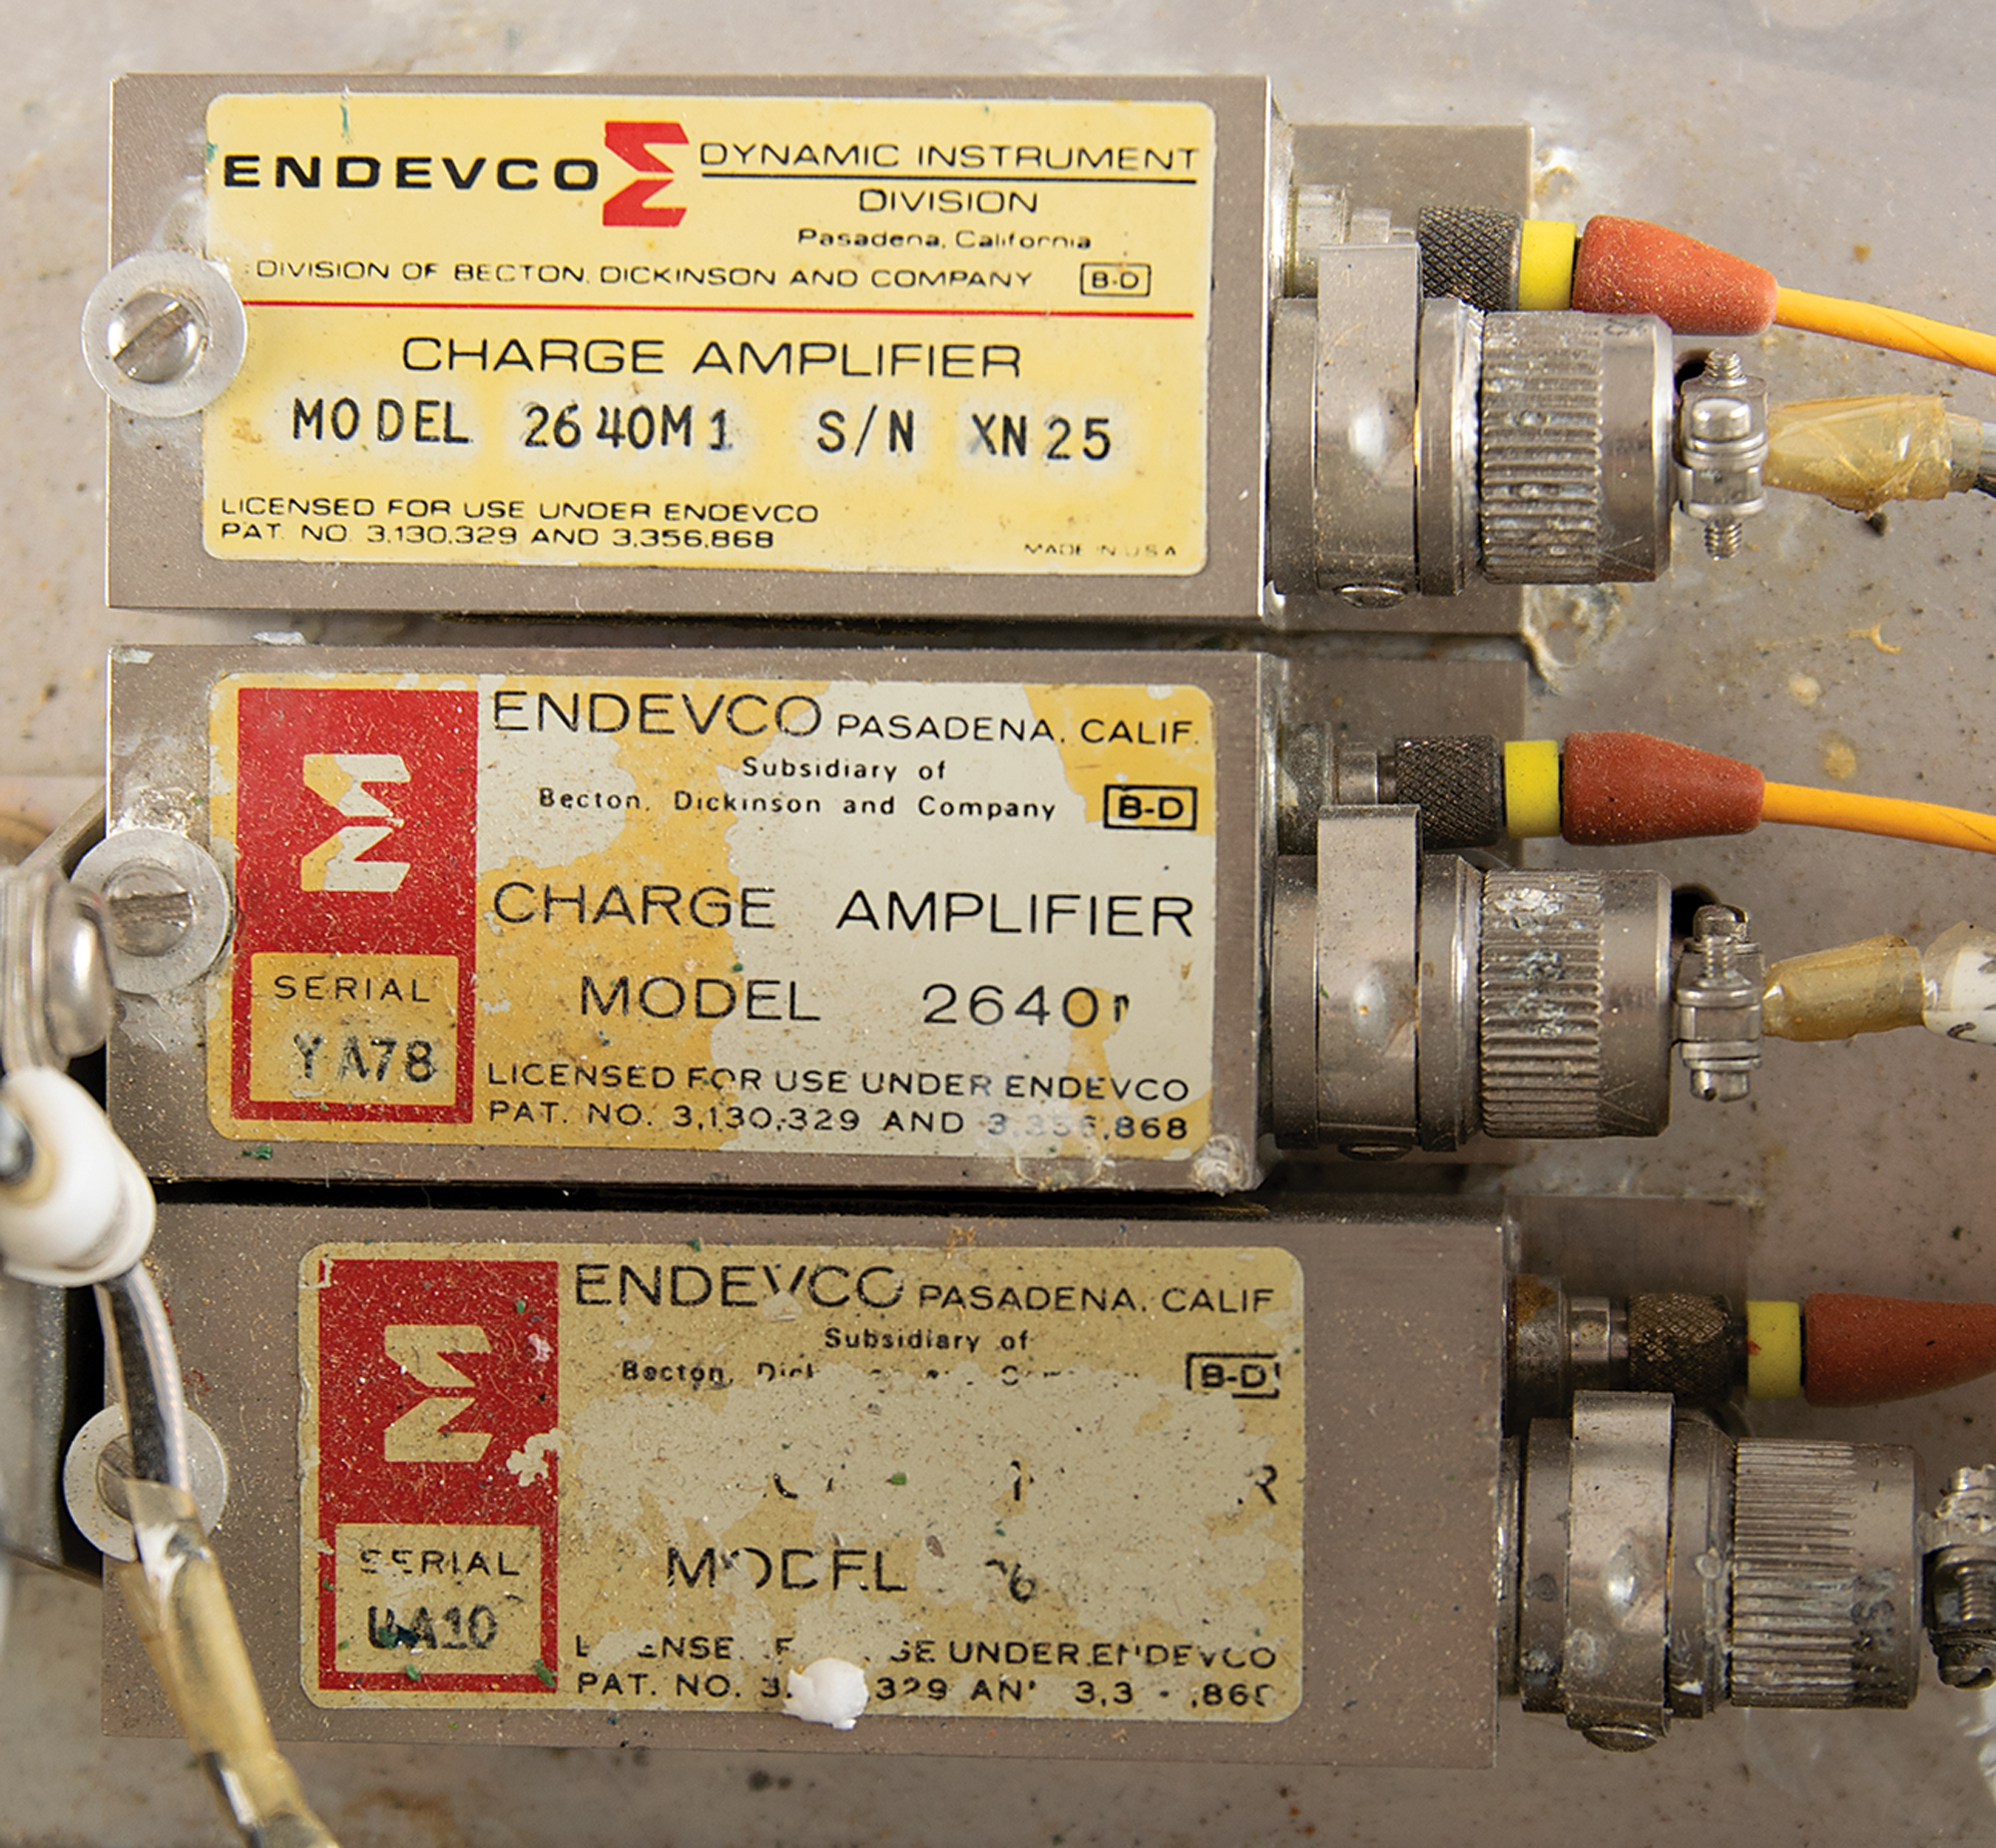 ENDEVCO DYNAMIC INSTRUMENT
DIVISION
Pasadena, California
DIVISION OF BECTON, DICKINSON AND COMPANY B-D
CHARGE AMPLIFIER
MODEL 2640M1 S/N XN25
LICENSED FOR USE UNDER ENDEVCO
PAT. NO. 3,130,329 AND 3,356,868
MADE IN U S A
ENDEVCO PASADENA, CALIF.
Subsidiary of
Becton, Dickinson and Company B-D
CHARGE AMPLIFIER
MODEL 2640
SERIAL
YA78
LICENSED FOR USE UNDER ENDEVCO
PAT. NO. 3,130,329 AND 3,356,868
ENDEVCO PASADENA, CALIF
Subsidiary of
Becton, B-D
MODEL
SERIAL
UA10
UNDER ENDEVCO
PAT. NO.